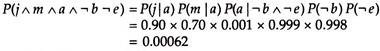 P(j ∧ m ∧ a ∧ ¬b ∧ ¬e) = P(j|a) P(m|a) P(a|¬b ∧ ¬e) P(¬b) P(¬e)
= 0.90 × 0.70 × 0.001 × 0.999 × 0.998
= 0.00062